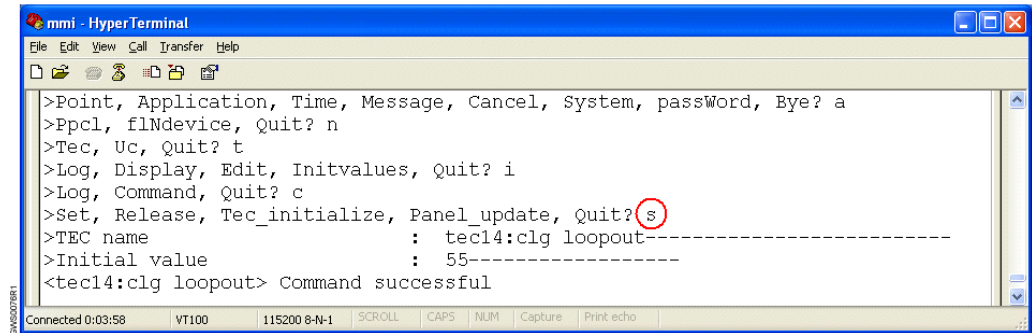 mmi - HyperTerminal
File Edit View Call Transfer Help
>Point, Application, Time, Message, Cancel, System, passWord, Bye? a
>Ppcl, flNdevice, Quit? n
>Tec, Uc, Quit? t
>Log, Display, Edit, Initvalues, Quit? i
>Log, Command, Quit? c
>Set, Release, Tec_initialize, Panel_update, Quit? s
>TEC name : tec14:clg loopout--------------------------
>Initial value : 55------------------
<tec14:clg loopout> Command successful
Connected 0:03:58 VT100 115200 8-N-1 SCROLL CAPS NUM Capture Print echo
GWS0076R1